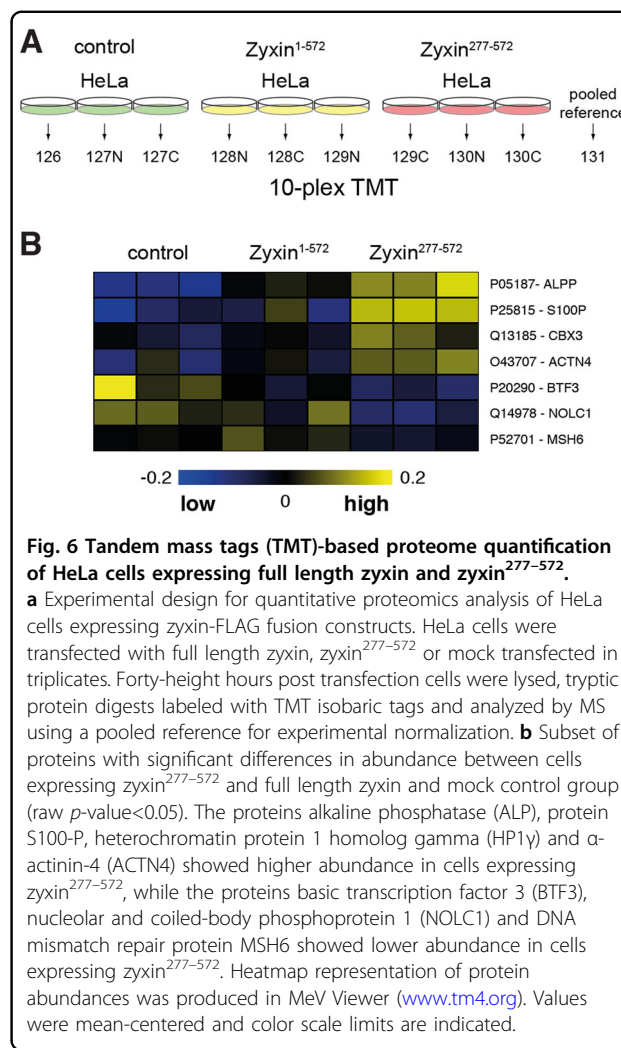 A
control
Zyxin1-572
Zyxin277-572
HeLa
HeLa
HeLa
pooled
reference
126 127N 127C 128N 128C 129N 129C 130N 130C 131
10-plex TMT
B
control Zyxin1-572 Zyxin277-572
P05187- ALPP
P25815 - S100P
Q13185 - CBX3
O43707 - ACTN4
P20290 - BTF3
Q14978 - NOLC1
P52701 - MSH6
-0.2 0 0.2
low high
Fig. 6 Tandem mass tags (TMT)-based proteome quantification
of HeLa cells expressing full length zyxin and zyxin277–572.
a Experimental design for quantitative proteomics analysis of HeLa
cells expressing zyxin-FLAG fusion constructs. HeLa cells were
transfected with full length zyxin, zyxin277–572 or mock transfected in
triplicates. Forty-height hours post transfection cells were lysed, tryptic
protein digests labeled with TMT isobaric tags and analyzed by MS
using a pooled reference for experimental normalization. b Subset of
proteins with significant differences in abundance between cells
expressing zyxin277–572 and full length zyxin and mock control group
(raw p-value<0.05). The proteins alkaline phosphatase (ALP), protein
S100-P, heterochromatin protein 1 homolog gamma (HP1γ) and α-
actinin-4 (ACTN4) showed higher abundance in cells expressing
zyxin277–572, while the proteins basic transcription factor 3 (BTF3),
nucleolar and coiled-body phosphoprotein 1 (NOLC1) and DNA
mismatch repair protein MSH6 showed lower abundance in cells
expressing zyxin277–572. Heatmap representation of protein
abundances was produced in MeV Viewer (www.tm4.org). Values
were mean-centered and color scale limits are indicated.